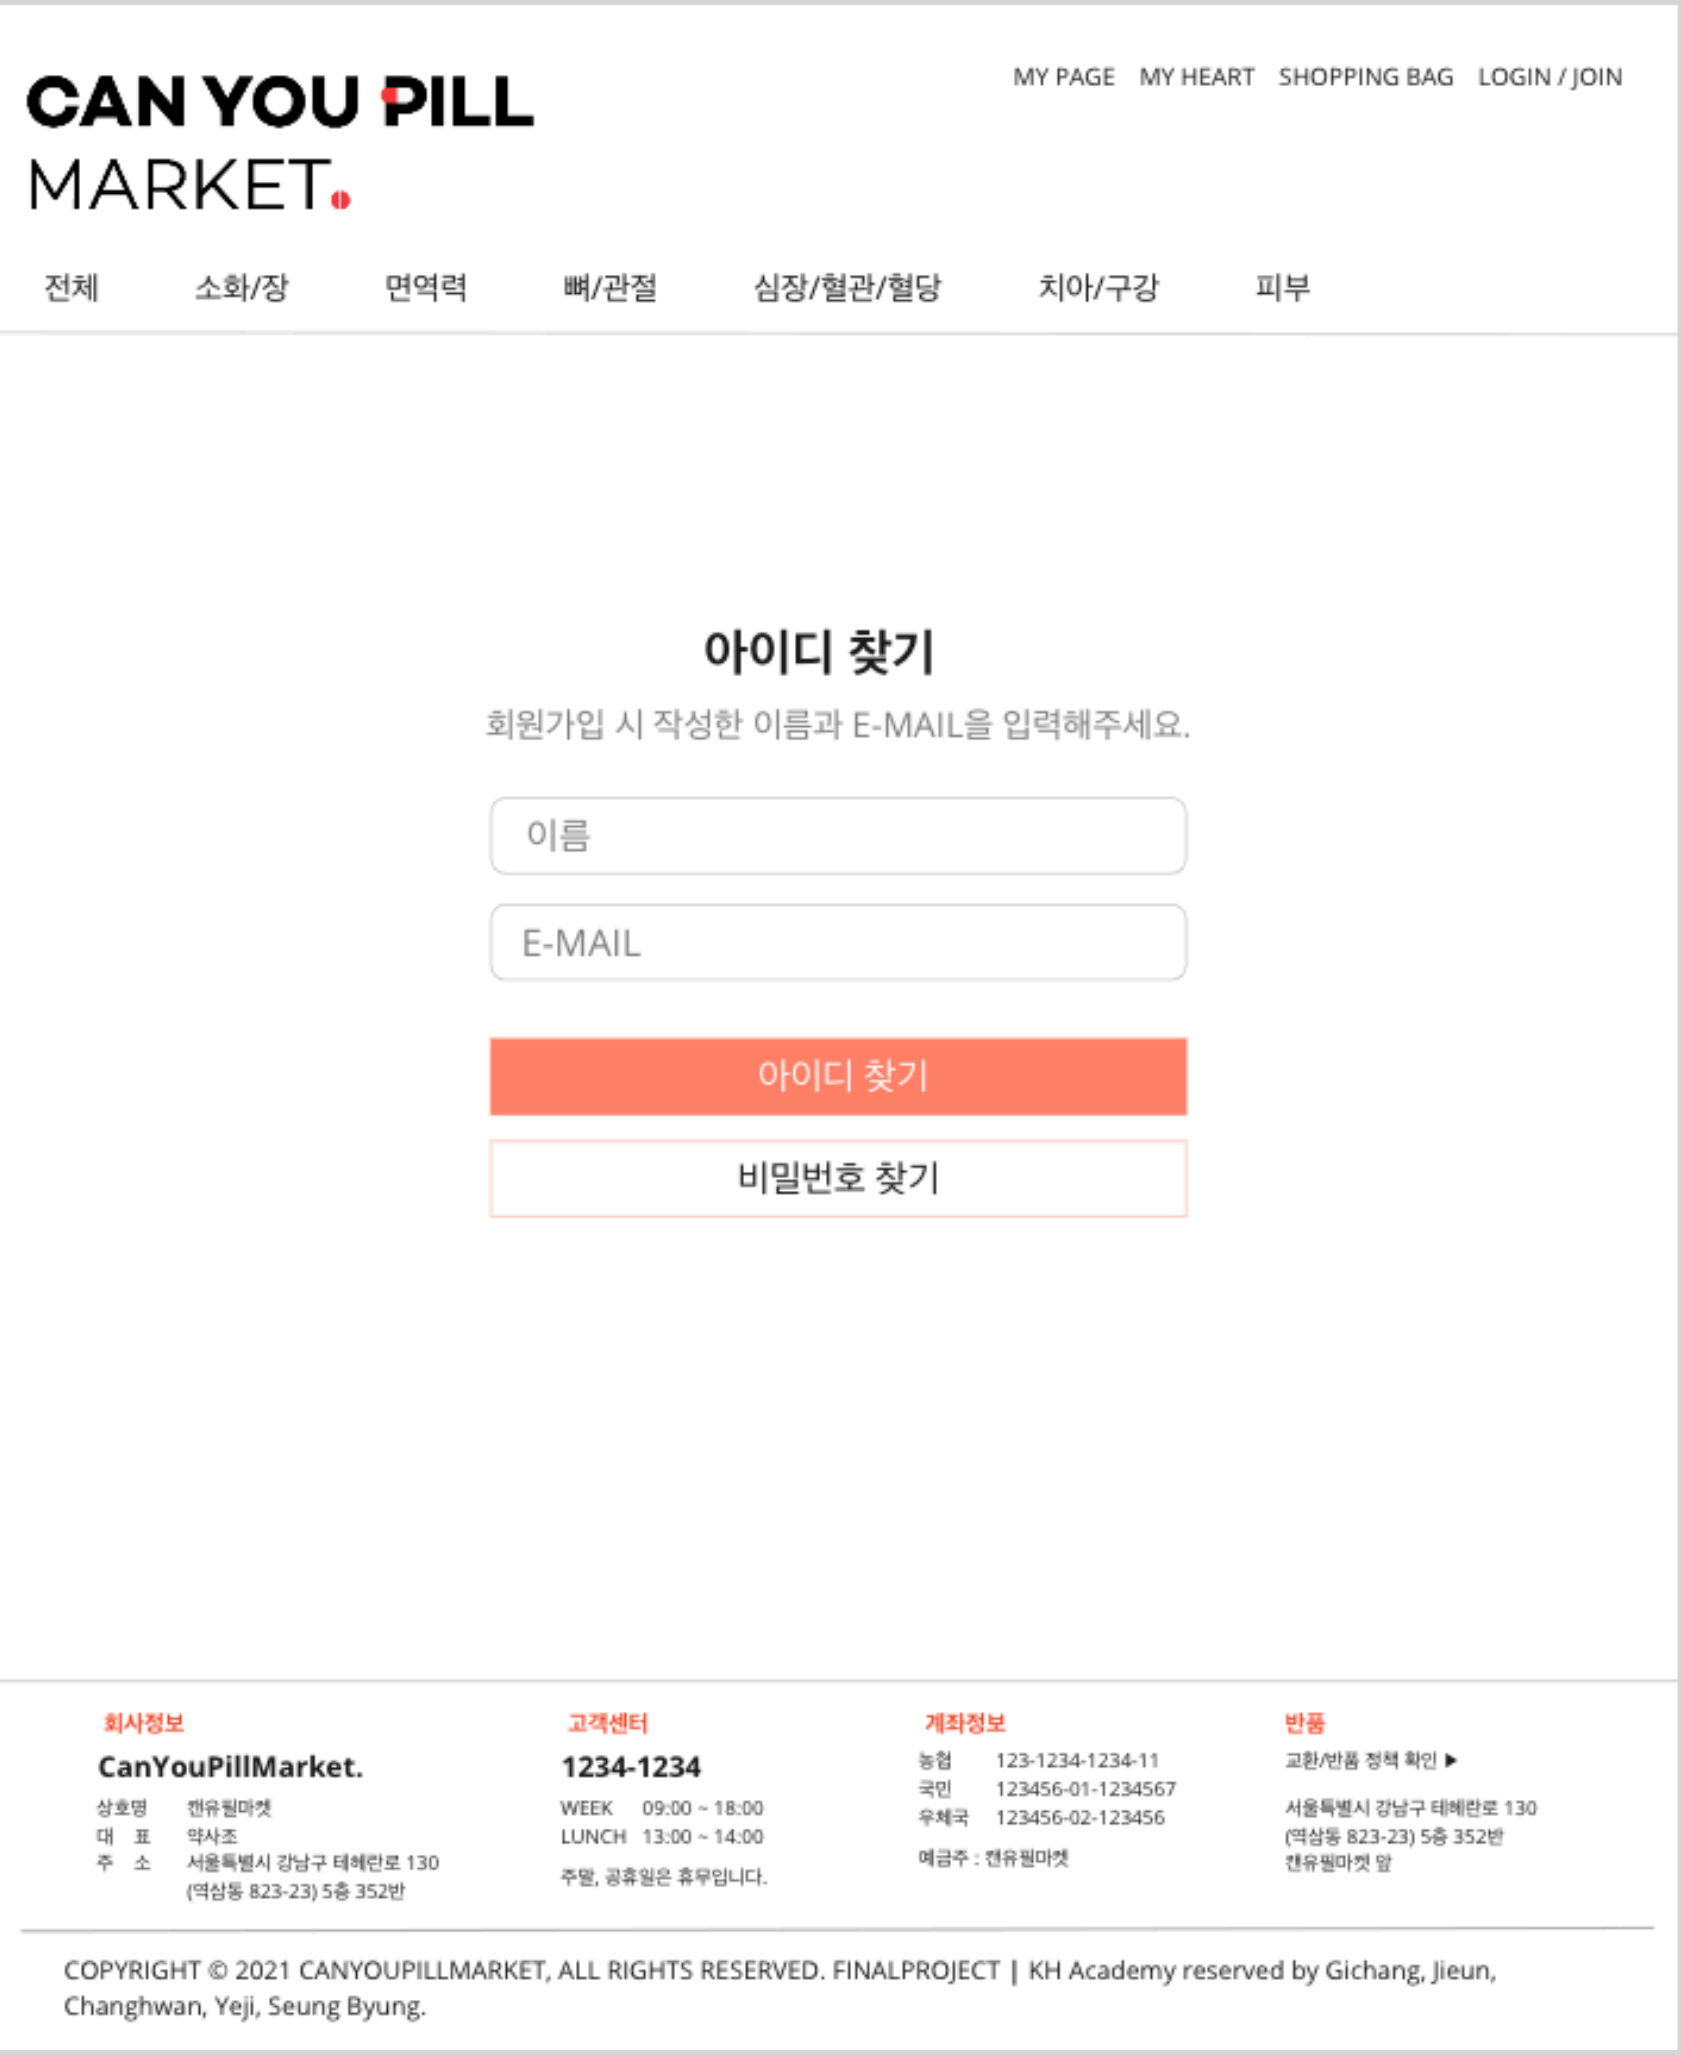 CAN YOU PILL
MARKET.
MY PAGE MY HEART SHOPPING BAG LOGIN / JOIN
전체 소화/장 면역력 뼈/관절 심장/혈관/혈당 치아/구강 피부
아이디 찾기
회원가입 시 작성한 이름과 E-MAIL을 입력해주세요.
이름
E-MAIL
아이디 찾기
비밀번호 찾기
회사정보
CanYouPillMarket.
상호명 캔유필마켓
대 표 약사조
주 소 서울특별시 강남구 테헤란로 130
(역삼동 823-23) 5층 352반
고객센터
1234-1234
WEEK 09:00 ~ 18:00
LUNCH 13:00 ~ 14:00
주말, 공휴일은 휴무입니다.
계좌정보
농협 123-1234-1234-11
국민 123456-01-1234567
우체국 123456-02-123456
예금주 : 캔유필마켓
반품
교환/반품 정책 확인 ▶
서울특별시 강남구 테헤란로 130
(역삼동 823-23) 5층 352반
캔유필마켓 앞
COPYRIGHT © 2021 CANYOUPILLMARKET, ALL RIGHTS RESERVED. FINALPROJECT | KH Academy reserved by Gichang, Jieun,
Changhwan, Yeji, Seung Byung.